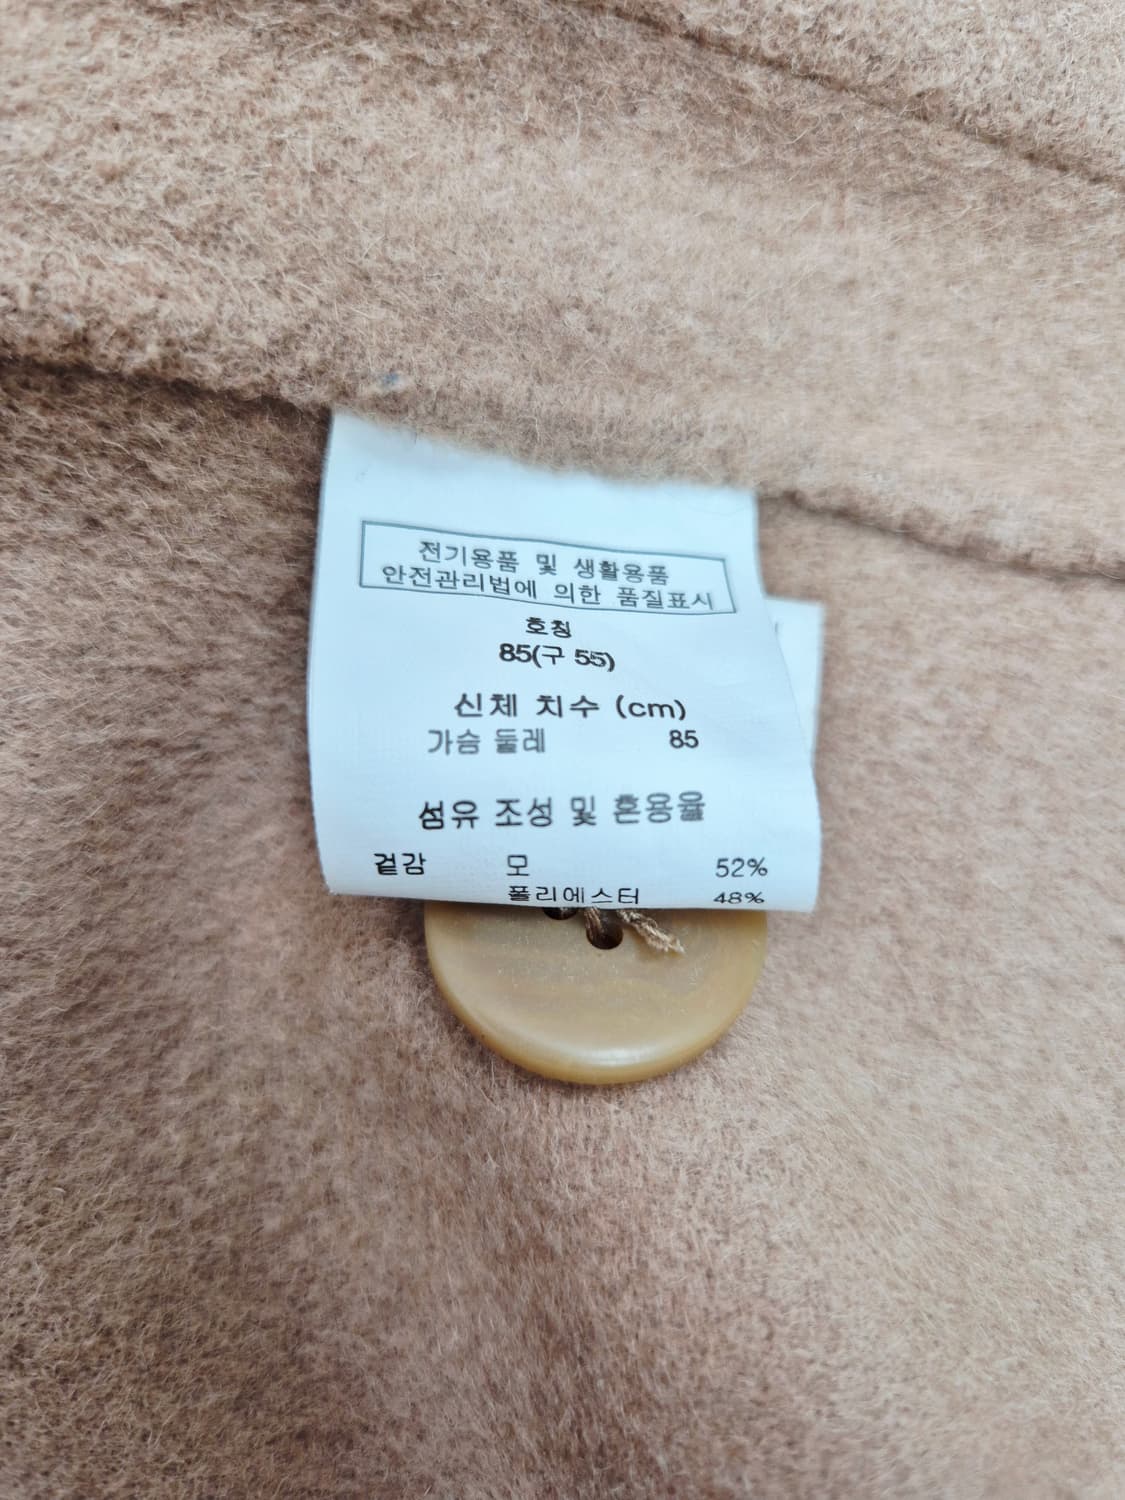 전기용품 및 생활용품
안전관리법에 의한 품질표시
호칭
85(구 55)
신체 치수 (cm)
가슴 둘레 85
섬유 조성 및 혼용율
겉감 모 52%
폴리에스터 48%